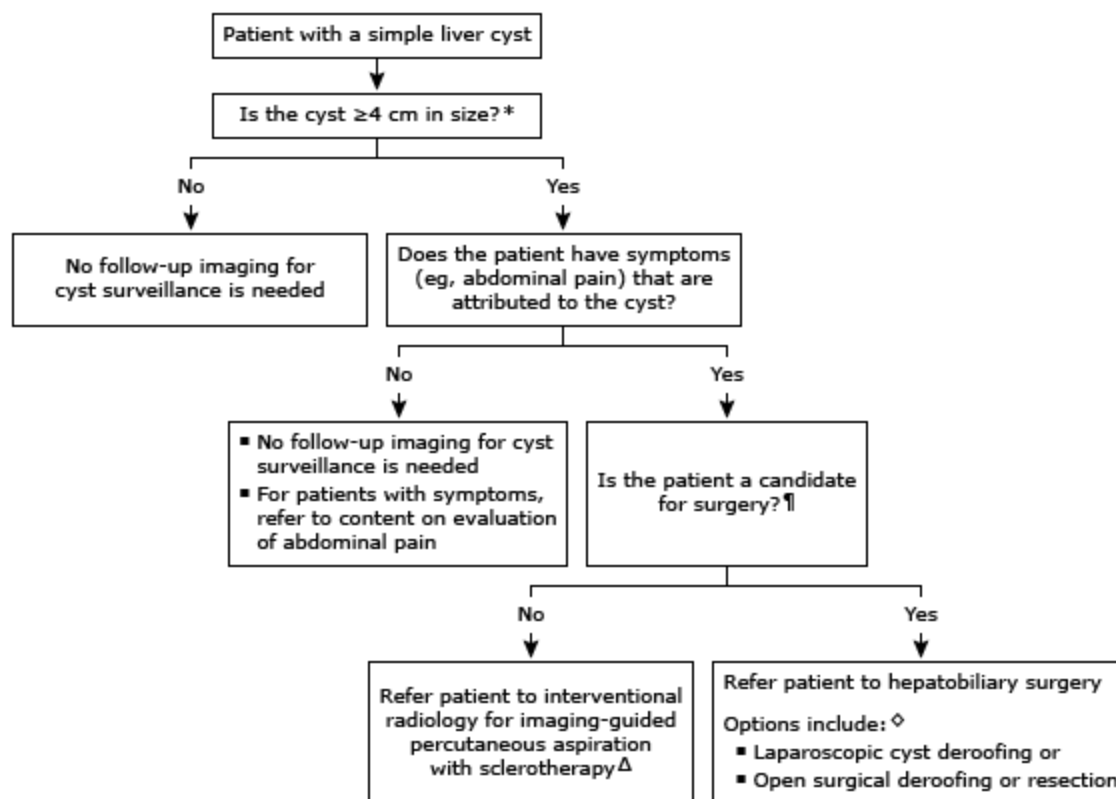 Patient with a simple liver cyst
Is the cyst ≥4 cm in size?*
No
Yes
No follow-up imaging for
cyst surveillance is needed
Does the patient have symptoms
(eg, abdominal pain) that are
attributed to the cyst?
No
Yes
▪ No follow-up imaging for cyst
surveillance is needed
▪ For patients with symptoms,
refer to content on evaluation
of abdominal pain
Is the patient a candidate
for surgery?¶
No
Yes
Refer patient to interventional
radiology for imaging-guided
percutaneous aspiration
with sclerotherapyΔ
Refer patient to hepatobiliary surgery
Options include:◇
▪ Laparoscopic cyst deroofing or
▪ Open surgical deroofing or resection